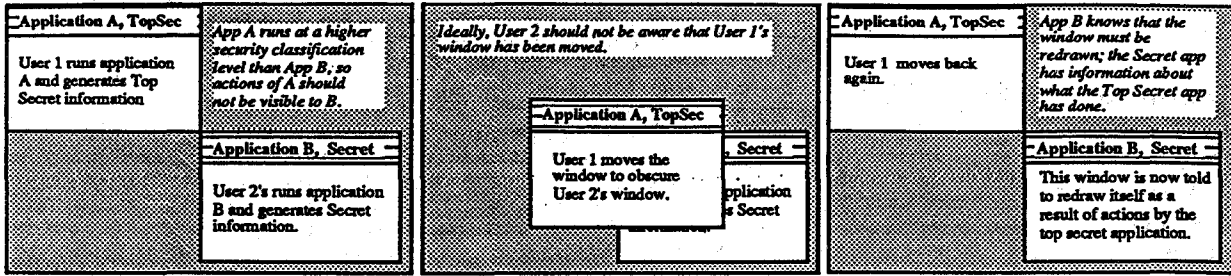 Application A, TopSec
User 1 runs application
A and generates Top
Secret information
App A runs at a higher
security classification
level than App B, so
actions of A should
not be visible to B.
Application B, Secret
User 2's runs application
B and generates Secret
information.
Ideally, User 2 should not be aware that User 1's
window has been moved.
Application A, TopSec
User 1 moves the
window to obscure
User 2's window.
, Secret
pplication
s Secret
Application A, TopSec
User 1 moves back
again.
App B knows that the
window must be
redrawn; the Secret app
has information about
what the Top Secret app
has done.
Application B, Secret
This window is now told
to redraw itself as a
result of actions by the
top secret application.